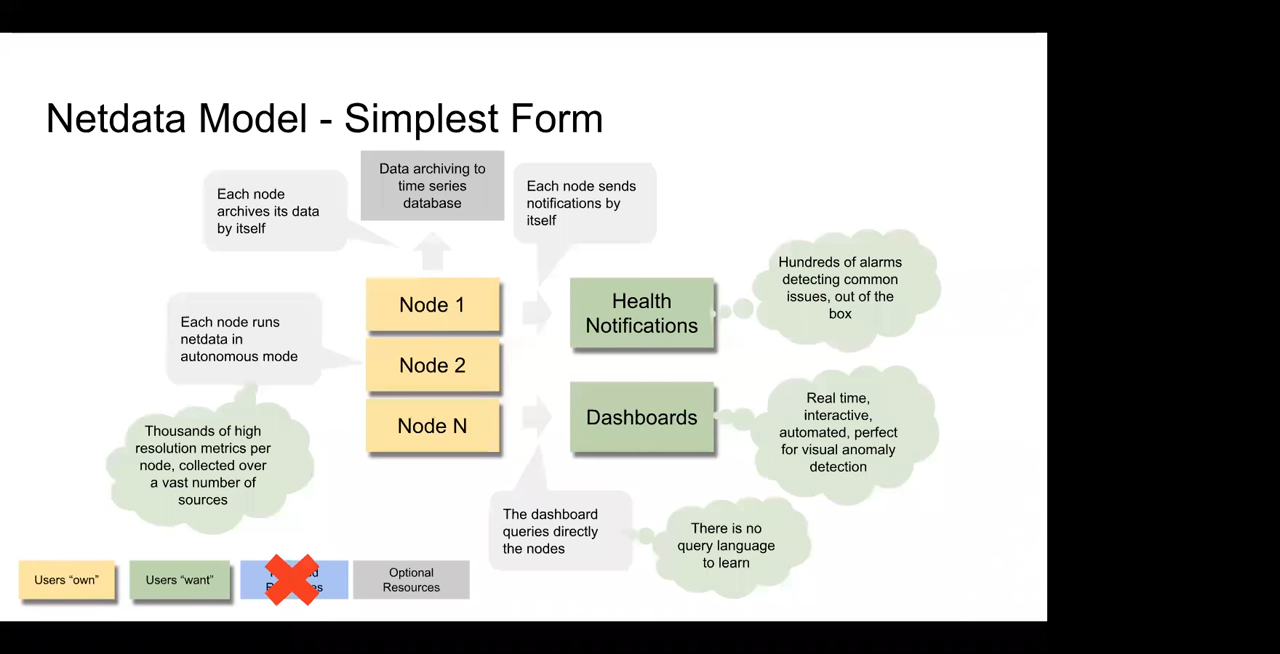 Netdata Model - Simplest Form
Data archiving to
time series
database
Each node
archives its data
by itself
Each node sends
notifications by
itself
Hundreds of alarms
detecting common
issues, out of the
box
Node 1
Health
Notifications
Each node runs
netdata in
autonomous mode
Node 2
Real time,
interactive,
automated, perfect
for visual anomaly
detection
Node N
Dashboards
Thousands of high
resolution metrics per
node, collected over
a vast number of
sources
The dashboard
queries directly
the nodes
There is no
query language
to learn
Users “own”
Users “want”
Optional
Resources